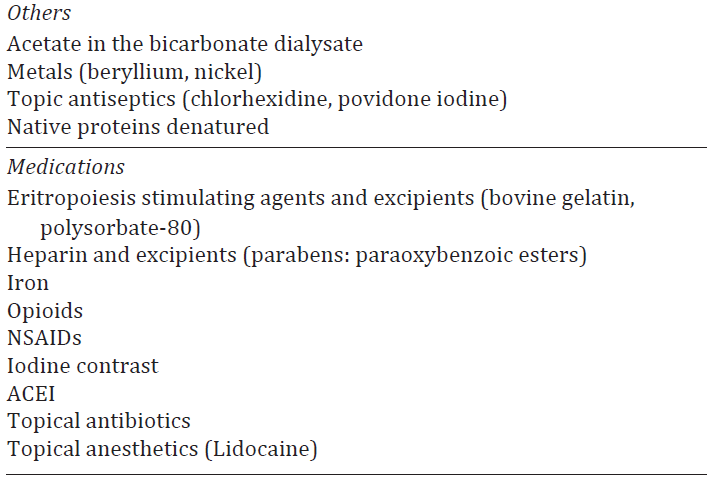 Others
Acetate in the bicarbonate dialysate
Metals (beryllium, nickel)
Topic antiseptics (chlorhexidine, povidone iodine)
Native proteins denatured
Medications
Eritropoiesis stimulating agents and excipients (bovine gelatin,
polysorbate-80)
Heparin and excipients (parabens: paraoxybenzoic esters)
Iron
Opioids
NSAIDs
Iodine contrast
ACEI
Topical antibiotics
Topical anesthetics (Lidocaine)